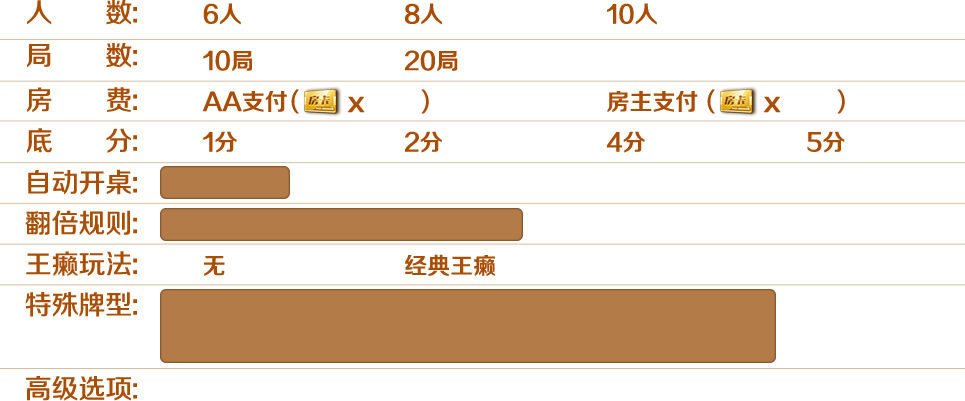 人 数: 6人 8人 10人
局 数: 10局 20局
房 费: AA支付( 房卡 x ) 房主支付 ( 房卡 x )
底 分: 1分 2分 4分 5分
自动开桌:
翻倍规则:
王癞玩法: 无 经典王癞
特殊牌型:
高级选项: